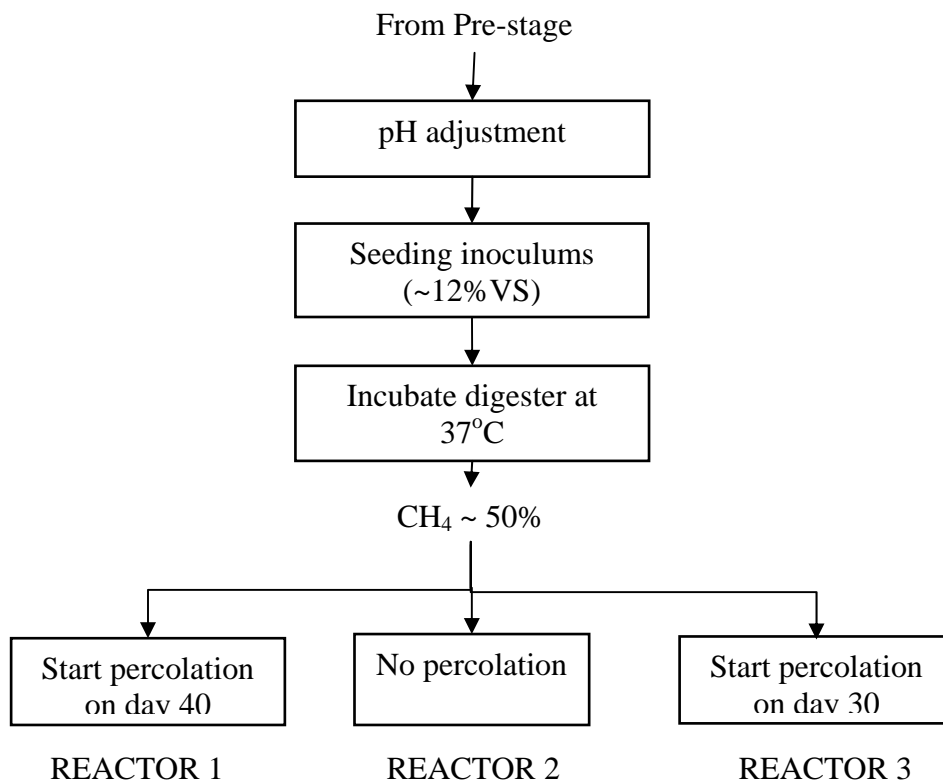 From Pre-stage
pH adjustment
Seeding inoculums
(~12% VS)
Incubate digester at
37°C
CH₄ ~ 50%
Start percolation
on day 40
No percolation
Start percolation
on day 30
REACTOR 1
REACTOR 2
REACTOR 3